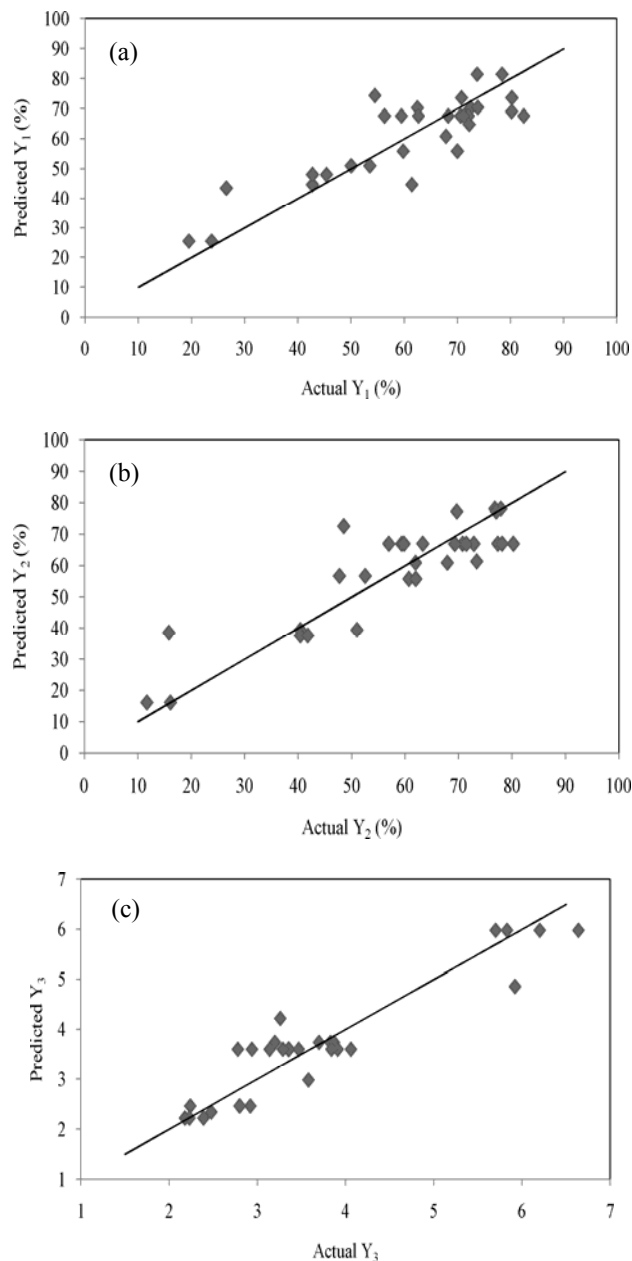 (a)
Predicted Y₁ (%)
100
90
80
70
60
50
40
30
20
10
0
0 10 20 30 40 50 60 70 80 90 100
Actual Y₁ (%)
(b)
Predicted Y₂ (%)
100
90
80
70
60
50
40
30
20
10
0
0 10 20 30 40 50 60 70 80 90 100
Actual Y₂ (%)
(c)
Predicted Y₃
7
6
5
4
3
2
1
1 2 3 4 5 6 7
Actual Y₃